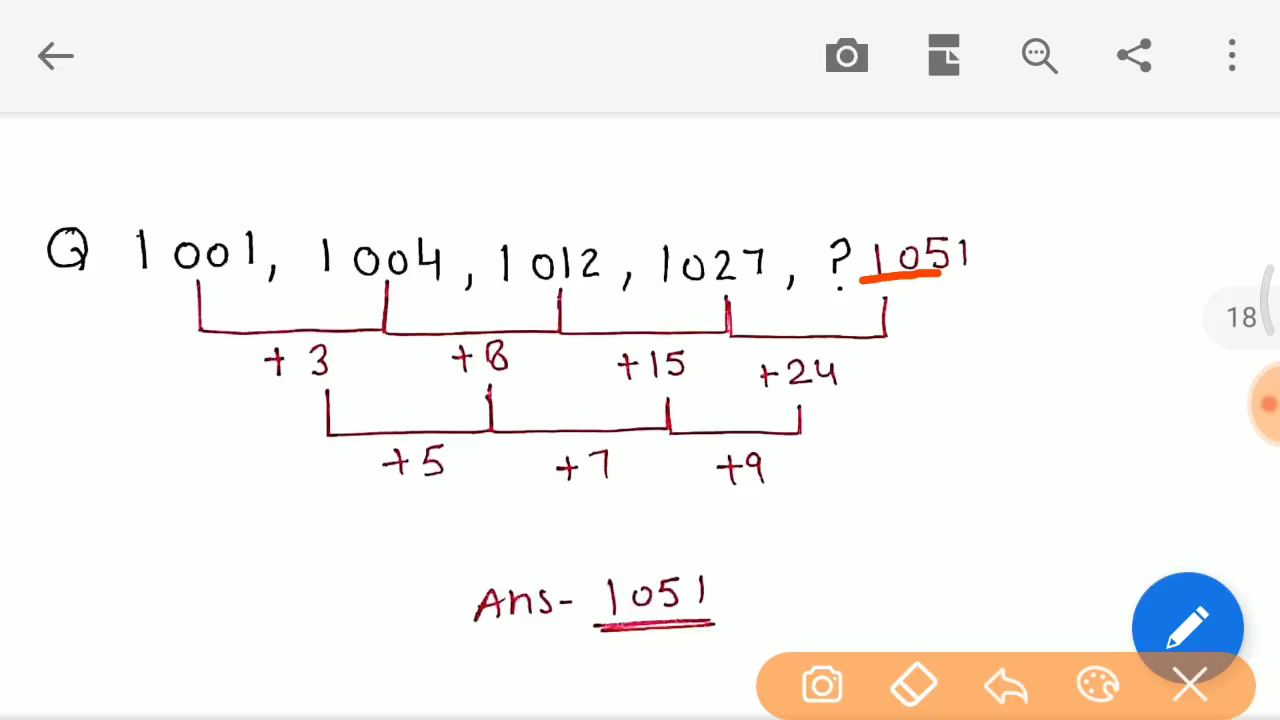 18
Q 1001, 1004, 1012, 1027, ? 1051
+3 +8 +15 +24
+5 +7 +9
Ans- 1051